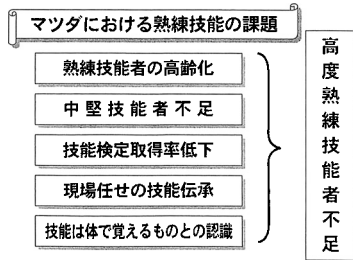 マツダにおける熟練技能の課題
熟練技能者の高齢化
中堅技能者不足
技能検定取得率低下
現場任せの技能伝承
技能は体で覚えるものとの認識
高度熟練技能者不足